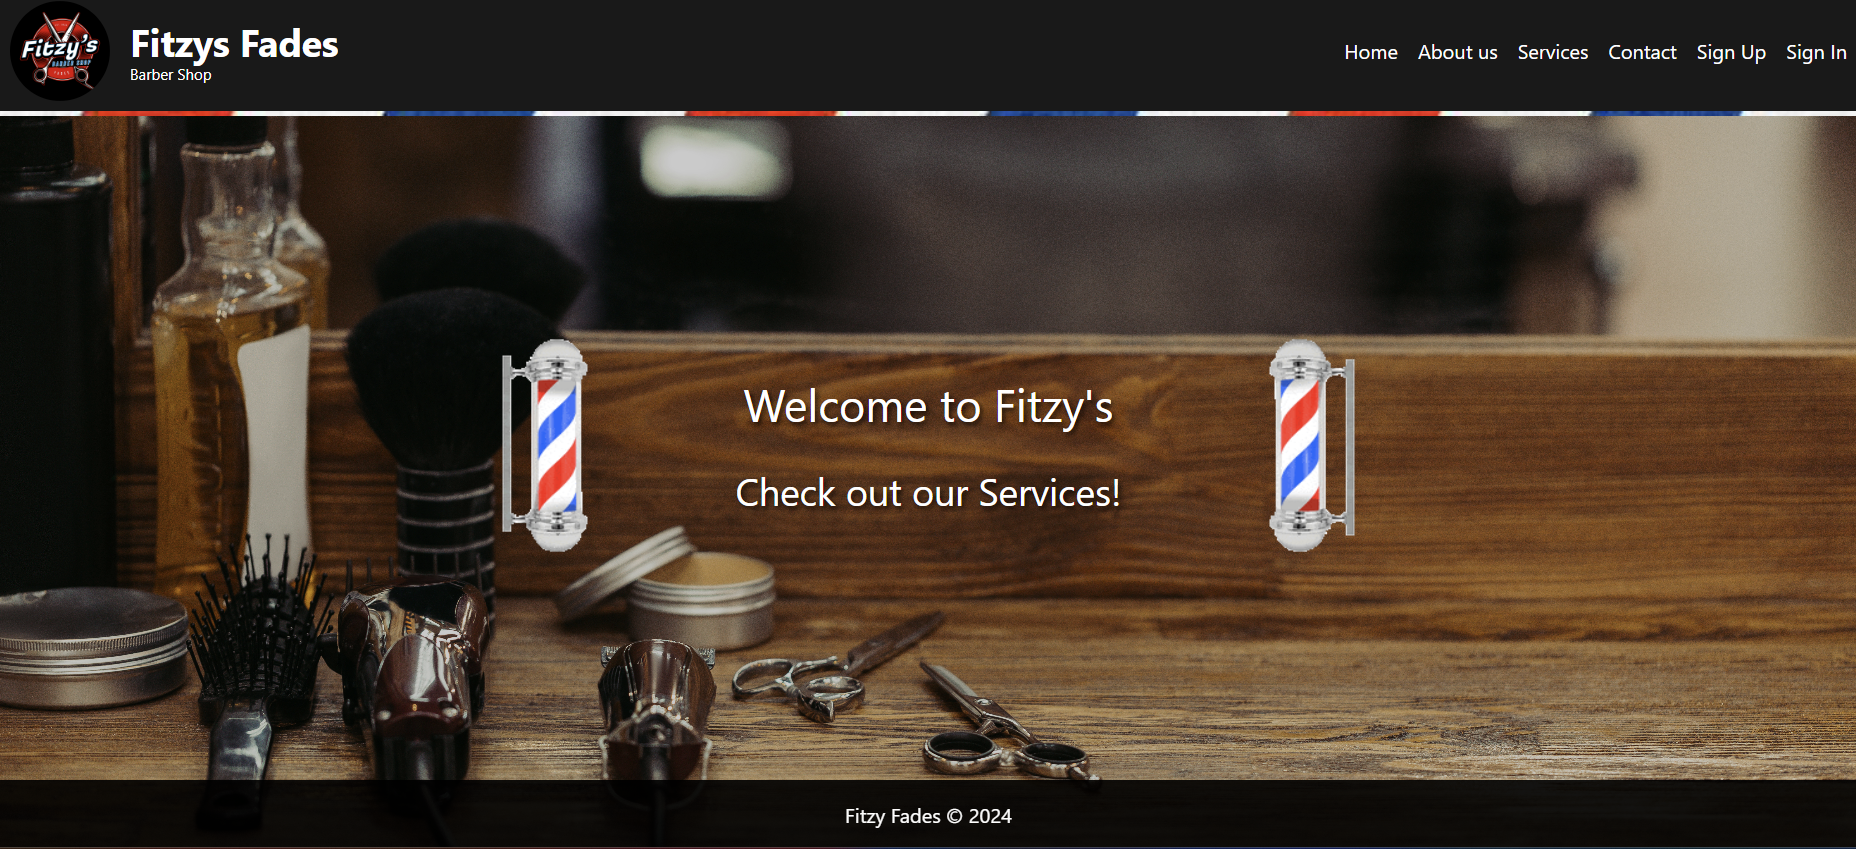 Fitzy's
BARBER SHOP
Fitzys Fades
Barber Shop
Home About us Services Contact Sign Up Sign In
Welcome to Fitzy's
Check out our Services!
Fitzy Fades © 2024